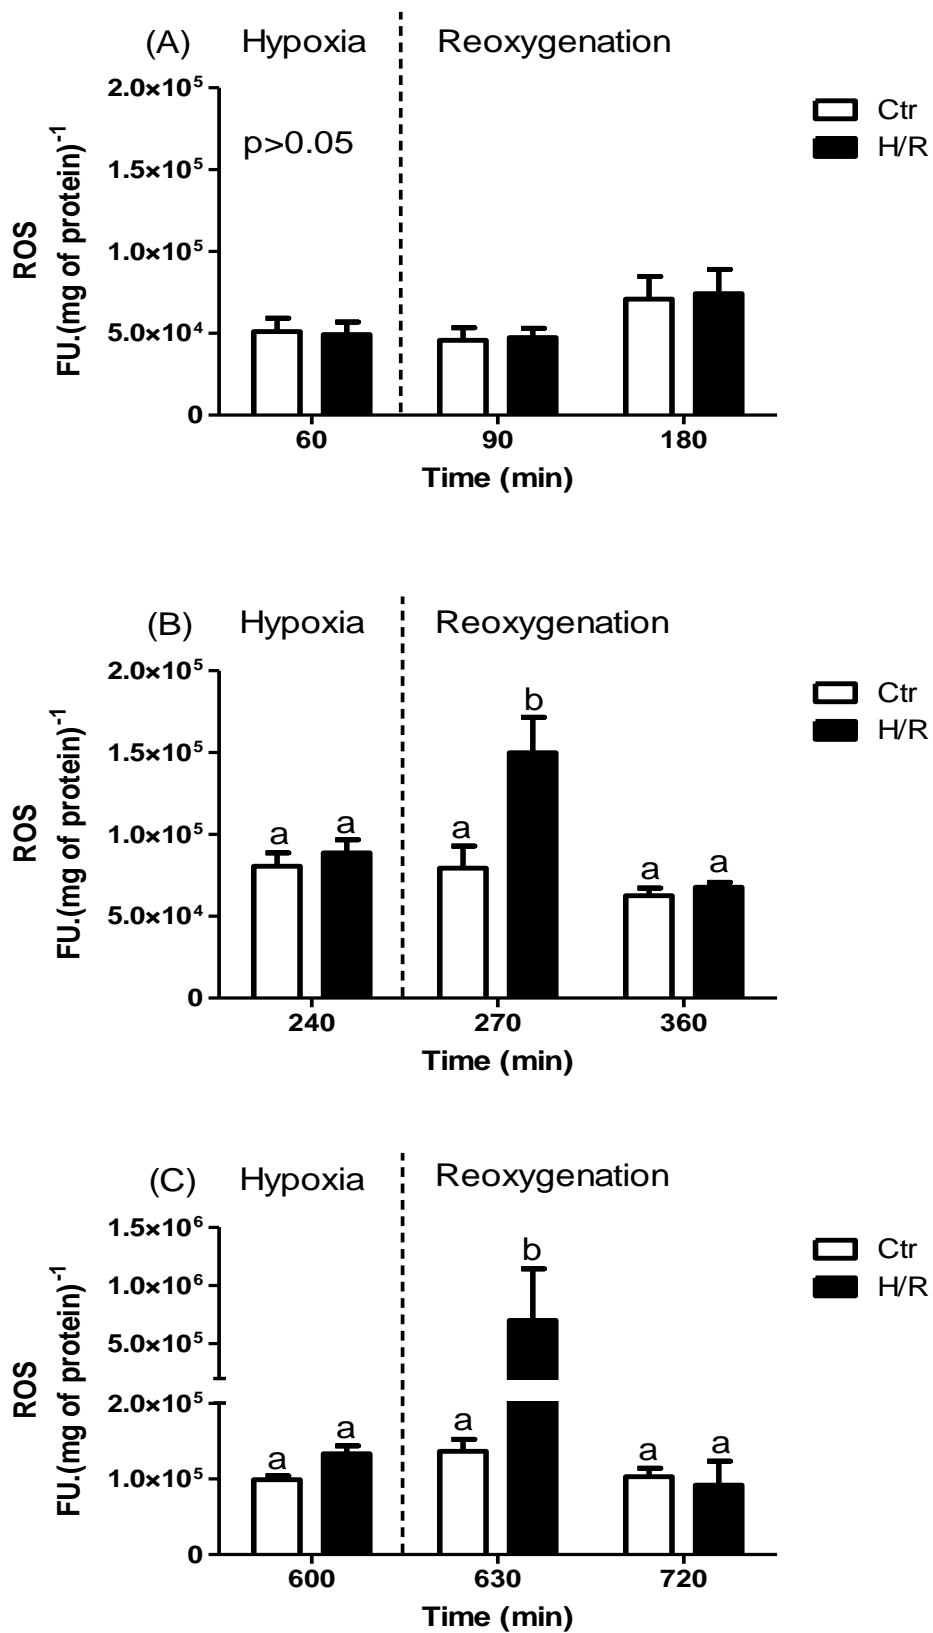 (A) Hypoxia Reoxygenation
2.0×10⁵
Ctr
H/R
p>0.05
1.5×10⁵
ROS
FU.(mg of protein)⁻¹
1.0×10⁵
5.0×10⁴
0
60 90 180
Time (min)
(B) Hypoxia Reoxygenation
2.0×10⁵
Ctr
b
H/R
1.5×10⁵
ROS
FU.(mg of protein)⁻¹
1.0×10⁵
a a a
a a
5.0×10⁴
0
240 270 360
Time (min)
(C) Hypoxia Reoxygenation
1.5×10⁶
Ctr
b
H/R
1.0×10⁶
5.0×10⁵
ROS
FU.(mg of protein)⁻¹
2.0×10⁵
a a a a a
1.0×10⁵
0
600 630 720
Time (min)